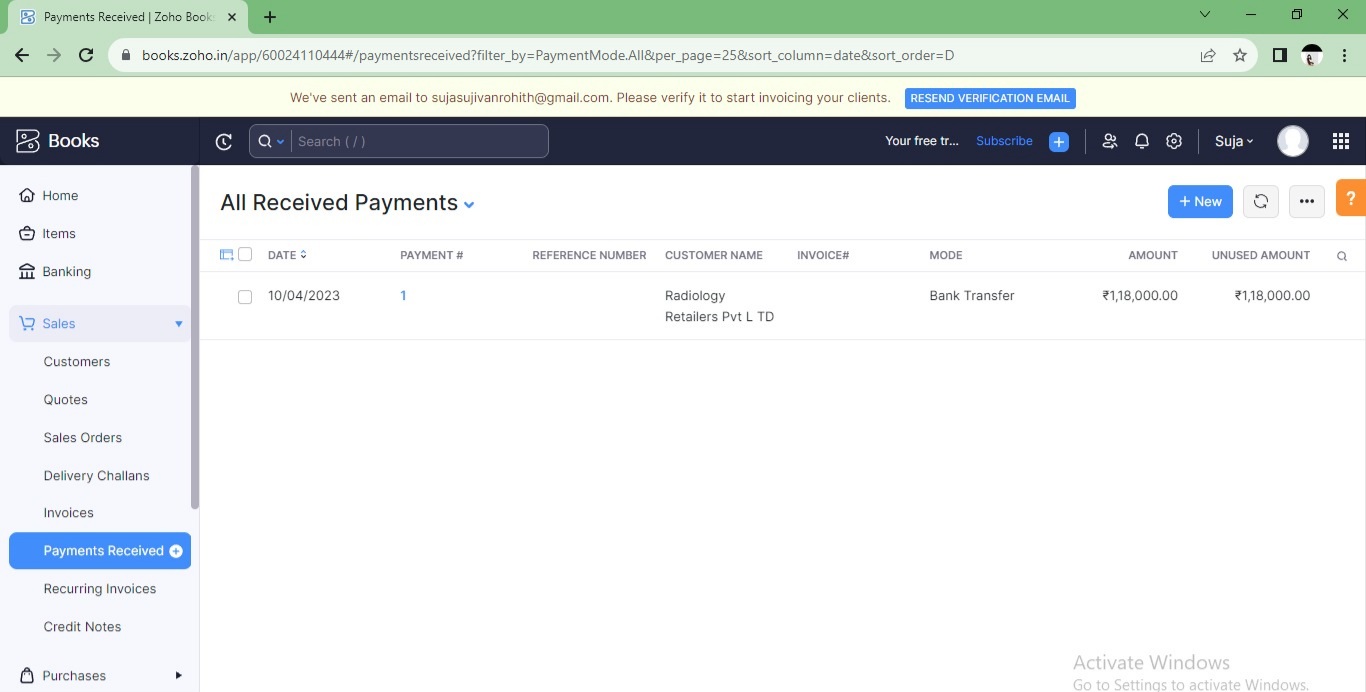 Payments Received | Zoho Book
books.zoho.in/app/60024110444#/paymentsreceived?filter_by=PaymentMode.All&per_page=25&sort_column=date&sort_order=D
We've sent an email to sujasujivanrohith@gmail.com. Please verify it to start invoicing your clients. RESEND VERIFICATION EMAIL
Books
Search ( / )
Your free tr... Subscribe
Suja
Home
Items
Banking
Sales
Customers
Quotes
Sales Orders
Delivery Challans
Invoices
Payments Received
Recurring Invoices
Credit Notes
Purchases
All Received Payments
+ New
?
DATE PAYMENT # REFERENCE NUMBER CUSTOMER NAME INVOICE# MODE AMOUNT UNUSED AMOUNT
10/04/2023 1 Radiology Bank Transfer ₹1,18,000.00 ₹1,18,000.00
Retailers Pvt L TD
Activate Windows
Go to Settings to activate Windows.